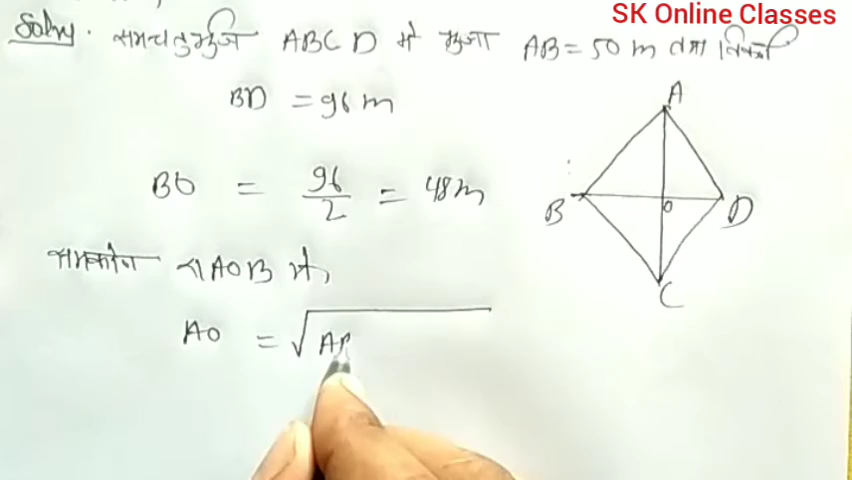 SK Online Classes
Soln. समचतुर्भुज ABCD में भुजा AB = 50 m तथा विकर्ण
BD = 96 m
BO = 96/2 = 48 m
समकोण △AOB में,
AO = √AB
A
B
O
D
C